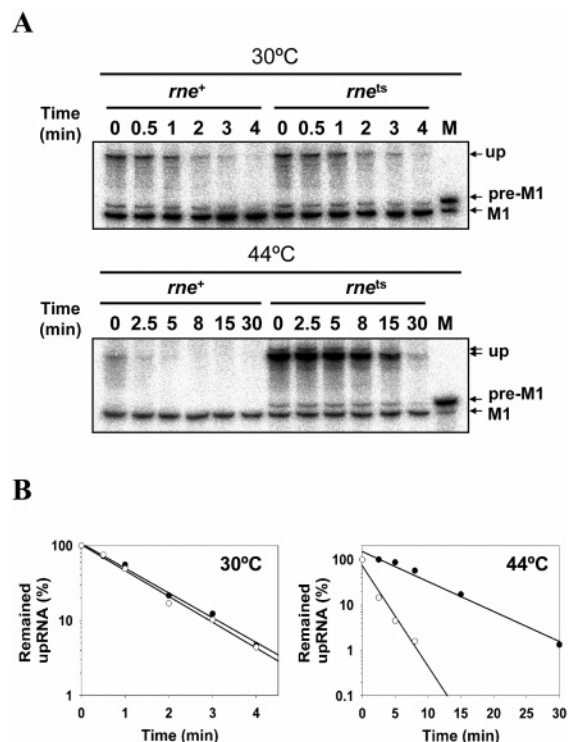 A
30ºC
rne+ rnets
Time (min) 0 0.5 1 2 3 4 0 0.5 1 2 3 4 M
up
pre-M1
M1
44ºC
rne+ rnets
Time (min) 0 2.5 5 8 15 30 0 2.5 5 8 15 30 M
up
pre-M1
M1
B
30ºC
Remained upRNA (%)
100
10
1
0 1 2 3 4
Time (min)
44ºC
Remained upRNA (%)
100
10
1
0.1
0 5 10 15 20 25 30
Time (min)